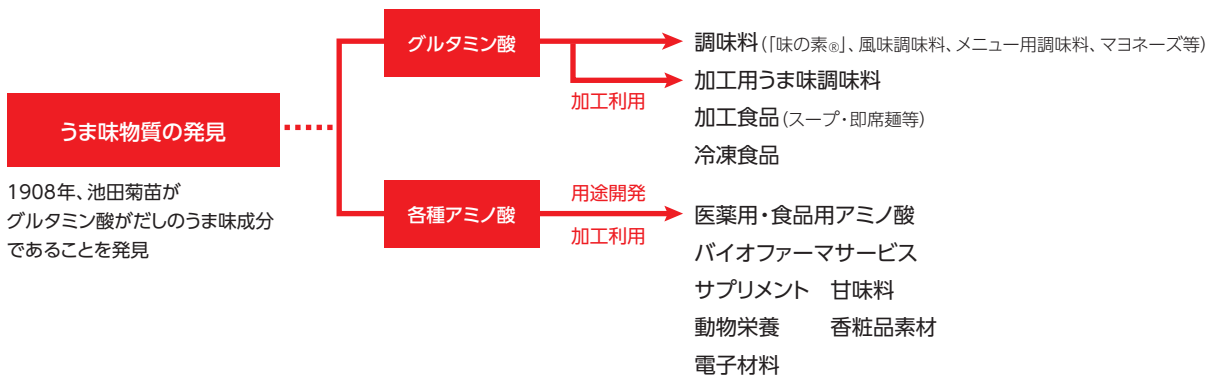 うま味物質の発見
1908年、池田菊苗が
グルタミン酸がだしのうま味成分
であることを発見
グルタミン酸
加工利用
調味料(「味の素®」、風味調味料、メニュー用調味料、マヨネーズ等)
加工用うま味調味料
加工食品(スープ・即席麺等)
冷凍食品
各種アミノ酸
用途開発
加工利用
医薬用・食品用アミノ酸
バイオファーマサービス
サプリメント 甘味料
動物栄養 香粧品素材
電子材料